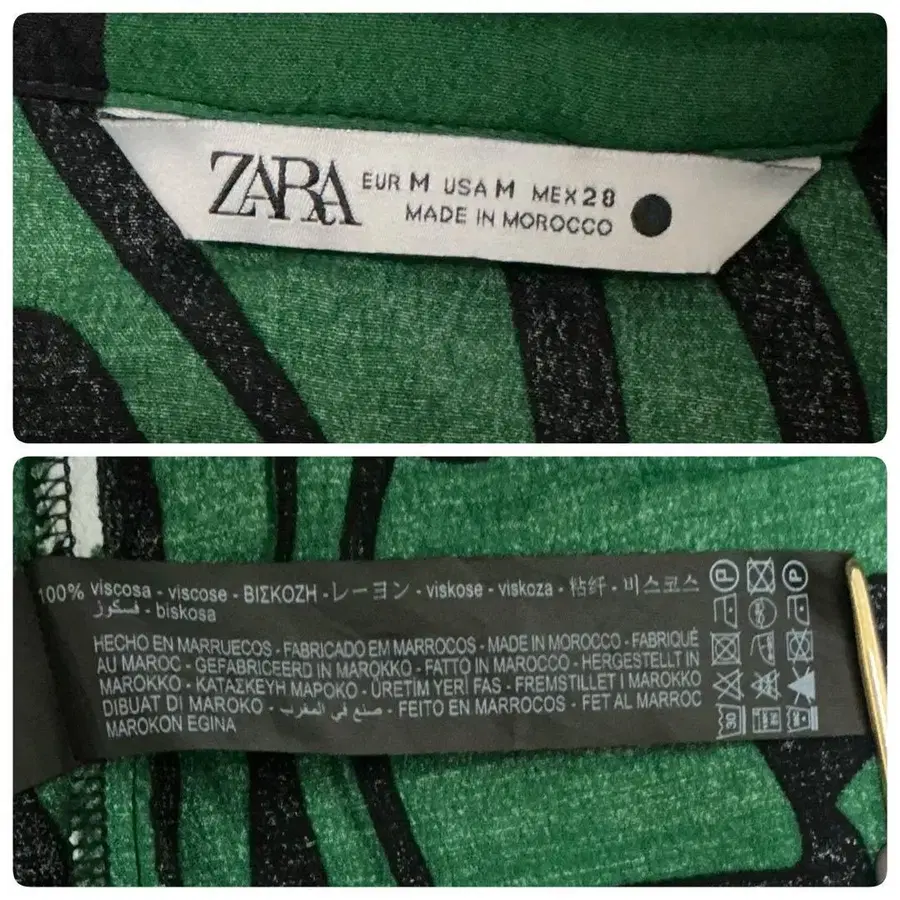 ZARA
EUR M USA M MEX 28
MADE IN MOROCCO
100% viscosa - viscose - ΒΙΣΚΟΖΗ - レーヨン - viskose - viskoza - 粘纤 - 비스코스
فسكوز - biskosa
HECHO EN MARRUECOS - FABRICADO EM MARROCOS - MADE IN MOROCCO - FABRIQUÉ
AU MAROC - GEFABRICEERD IN MAROKKO - FATTO IN MAROCCO - HERGESTELLT IN
MAROKKO - ΚΑΤΑΣΚΕΥΗ ΜΑΡΟΚΟ - ÜRETİM YERİ FAS - FREMSTILLET I MAROKKO
DIBUAT DI MAROKO - صنع في المغرب - FEITO EN MARROCOS - FET AL MARROC
MAROKON EGINA
P P
30